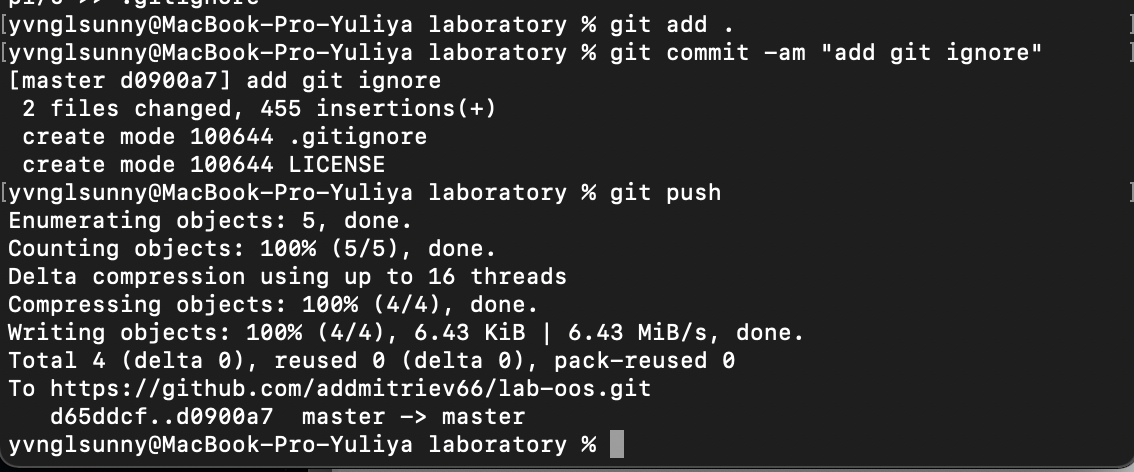 pi/c >> .gitignore
[yvnglsunny@MacBook-Pro-Yuliya laboratory % git add . ]
[yvnglsunny@MacBook-Pro-Yuliya laboratory % git commit -am "add git ignore" ]
[master d0900a7] add git ignore
 2 files changed, 455 insertions(+)
 create mode 100644 .gitignore
 create mode 100644 LICENSE
[yvnglsunny@MacBook-Pro-Yuliya laboratory % git push ]
Enumerating objects: 5, done.
Counting objects: 100% (5/5), done.
Delta compression using up to 16 threads
Compressing objects: 100% (4/4), done.
Writing objects: 100% (4/4), 6.43 KiB | 6.43 MiB/s, done.
Total 4 (delta 0), reused 0 (delta 0), pack-reused 0
To https://github.com/addmitriev66/lab-oos.git
   d65ddcf..d0900a7  master -> master
yvnglsunny@MacBook-Pro-Yuliya laboratory %